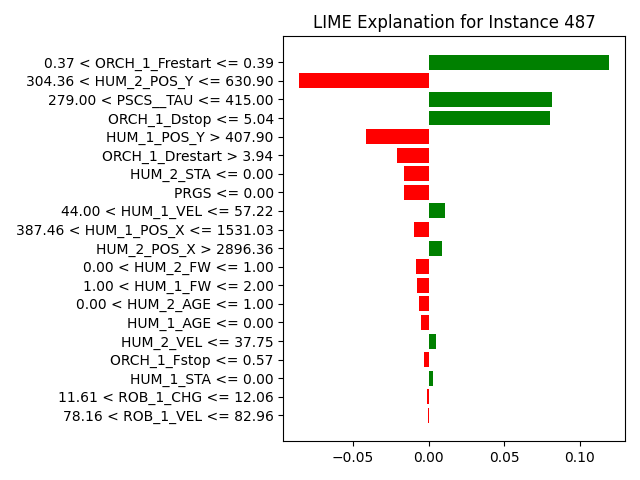 LIME Explanation for Instance 487
0.37 < ORCH_1_Frestart <= 0.39
304.36 < HUM_2_POS_Y <= 630.90
279.00 < PSCS__TAU <= 415.00
ORCH_1_Dstop <= 5.04
HUM_1_POS_Y > 407.90
ORCH_1_Drestart > 3.94
HUM_2_STA <= 0.00
PRGS <= 0.00
44.00 < HUM_1_VEL <= 57.22
387.46 < HUM_1_POS_X <= 1531.03
HUM_2_POS_X > 2896.36
0.00 < HUM_2_FW <= 1.00
1.00 < HUM_1_FW <= 2.00
0.00 < HUM_2_AGE <= 1.00
HUM_1_AGE <= 0.00
HUM_2_VEL <= 37.75
ORCH_1_Fstop <= 0.57
HUM_1_STA <= 0.00
11.61 < ROB_1_CHG <= 12.06
78.16 < ROB_1_VEL <= 82.96
−0.05 0.00 0.05 0.10